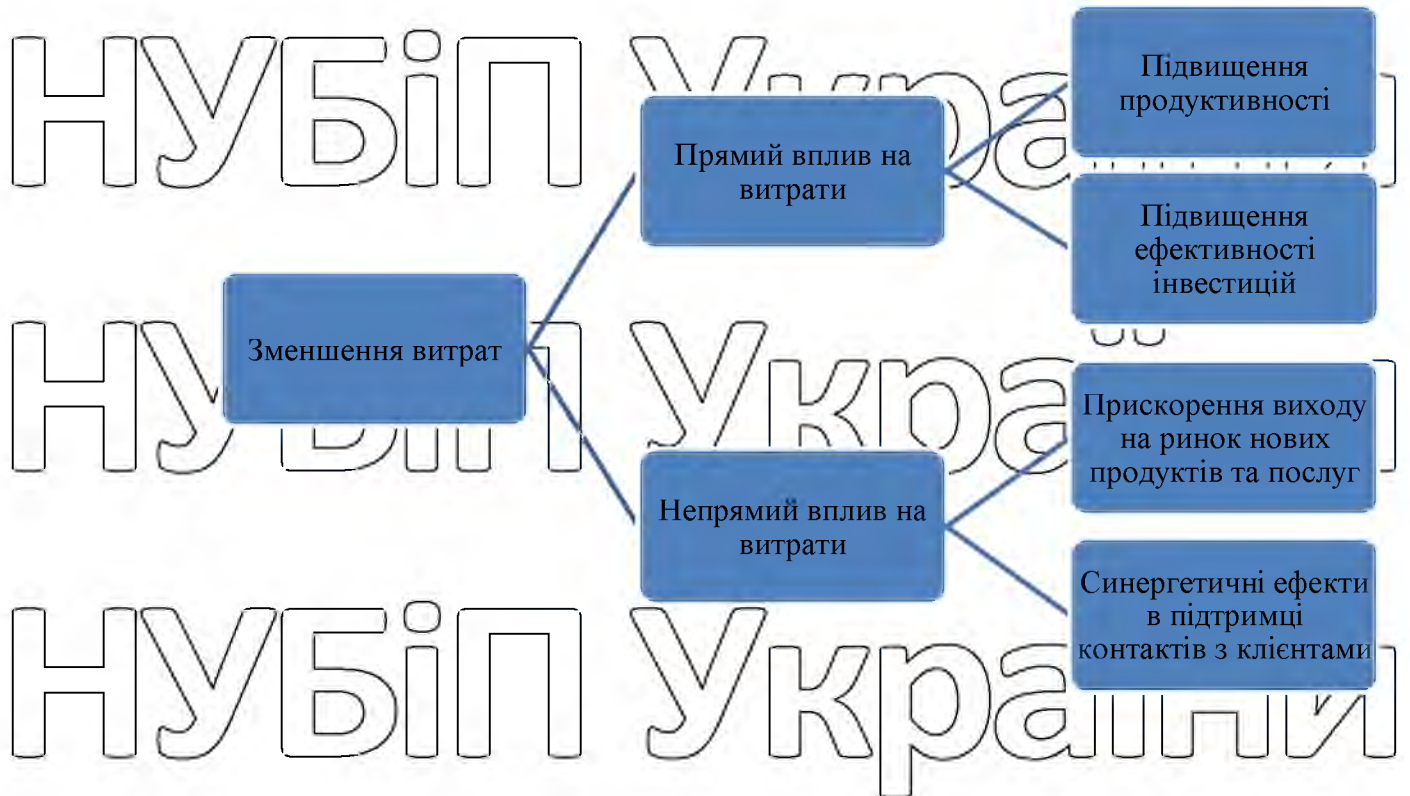 НУБіП України
Підвищення
продуктивності
Прямий вплив на
витрати
Підвищення
ефективності
інвестицій
Зменшення витрат
НУБіП України
Прискорення виходу
на ринок нових
продуктів та послуг
Непрямий вплив на
витрати
Синергетичні ефекти
в підтримці
контактів з клієнтами
НУБіП України